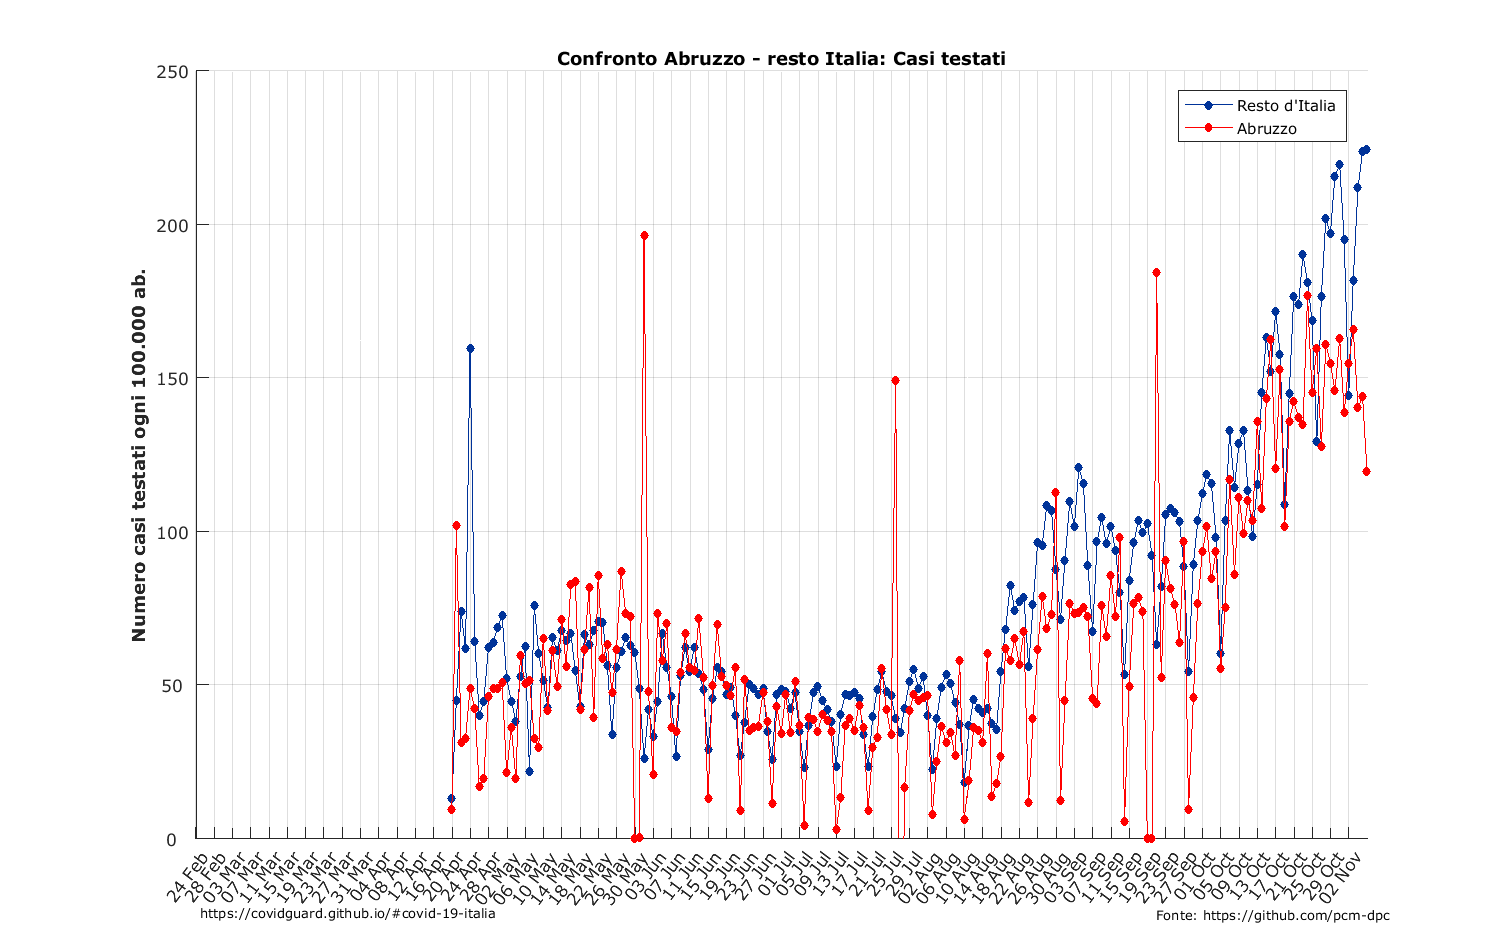 Confronto Abruzzo - resto Italia: Casi testati
Resto d'Italia
Abruzzo
Numero casi testati ogni 100.000 ab.
250
200
150
100
50
0
24 Feb
28 Feb
03 Mar
07 Mar
11 Mar
15 Mar
19 Mar
23 Mar
27 Mar
31 Mar
04 Apr
08 Apr
12 Apr
16 Apr
20 Apr
24 Apr
28 Apr
02 May
06 May
10 May
14 May
18 May
22 May
26 May
30 May
03 Jun
07 Jun
11 Jun
15 Jun
19 Jun
23 Jun
27 Jun
01 Jul
05 Jul
09 Jul
13 Jul
17 Jul
21 Jul
25 Jul
29 Jul
02 Aug
06 Aug
10 Aug
14 Aug
18 Aug
22 Aug
26 Aug
30 Aug
03 Sep
07 Sep
11 Sep
15 Sep
19 Sep
23 Sep
27 Sep
01 Oct
05 Oct
09 Oct
13 Oct
17 Oct
21 Oct
25 Oct
29 Oct
02 Nov
https://covidguard.github.io/#covid-19-italia
Fonte: https://github.com/pcm-dpc